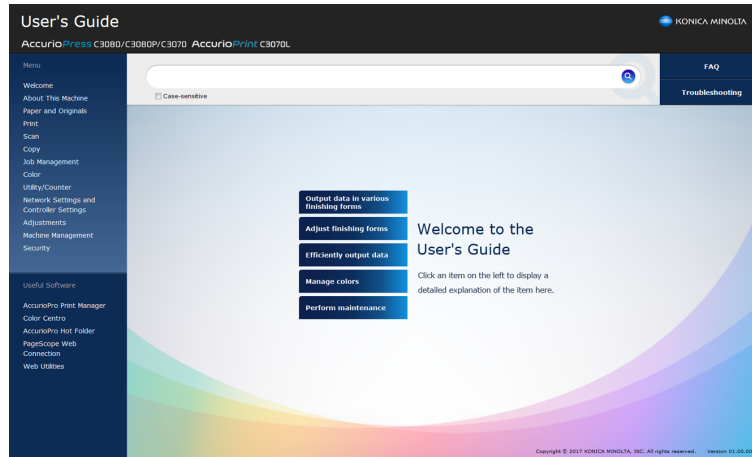 User's Guide
KONICA MINOLTA
AccurioPress C3080/C3080P/C3070 AccurioPrint C3070L
Menu
Welcome
About This Machine
Paper and Originals
Print
Scan
Copy
Job Management
Color
Utility/Counter
Network Settings and
Controller Settings
Adjustments
Machine Management
Security
Useful Software
AccurioPro Print Manager
Color Centro
AccurioPro Hot Folder
PageScope Web
Connection
Web Utilities
Case-sensitive
FAQ
Troubleshooting
Output data in various
finishing forms
Adjust finishing forms
Efficiently output data
Manage colors
Perform maintenance
Welcome to the
User's Guide
Click an item on the left to display a
detailed explanation of the item here.
Copyright © 2017 KONICA MINOLTA, INC. All rights reserved. Version 01.00.00